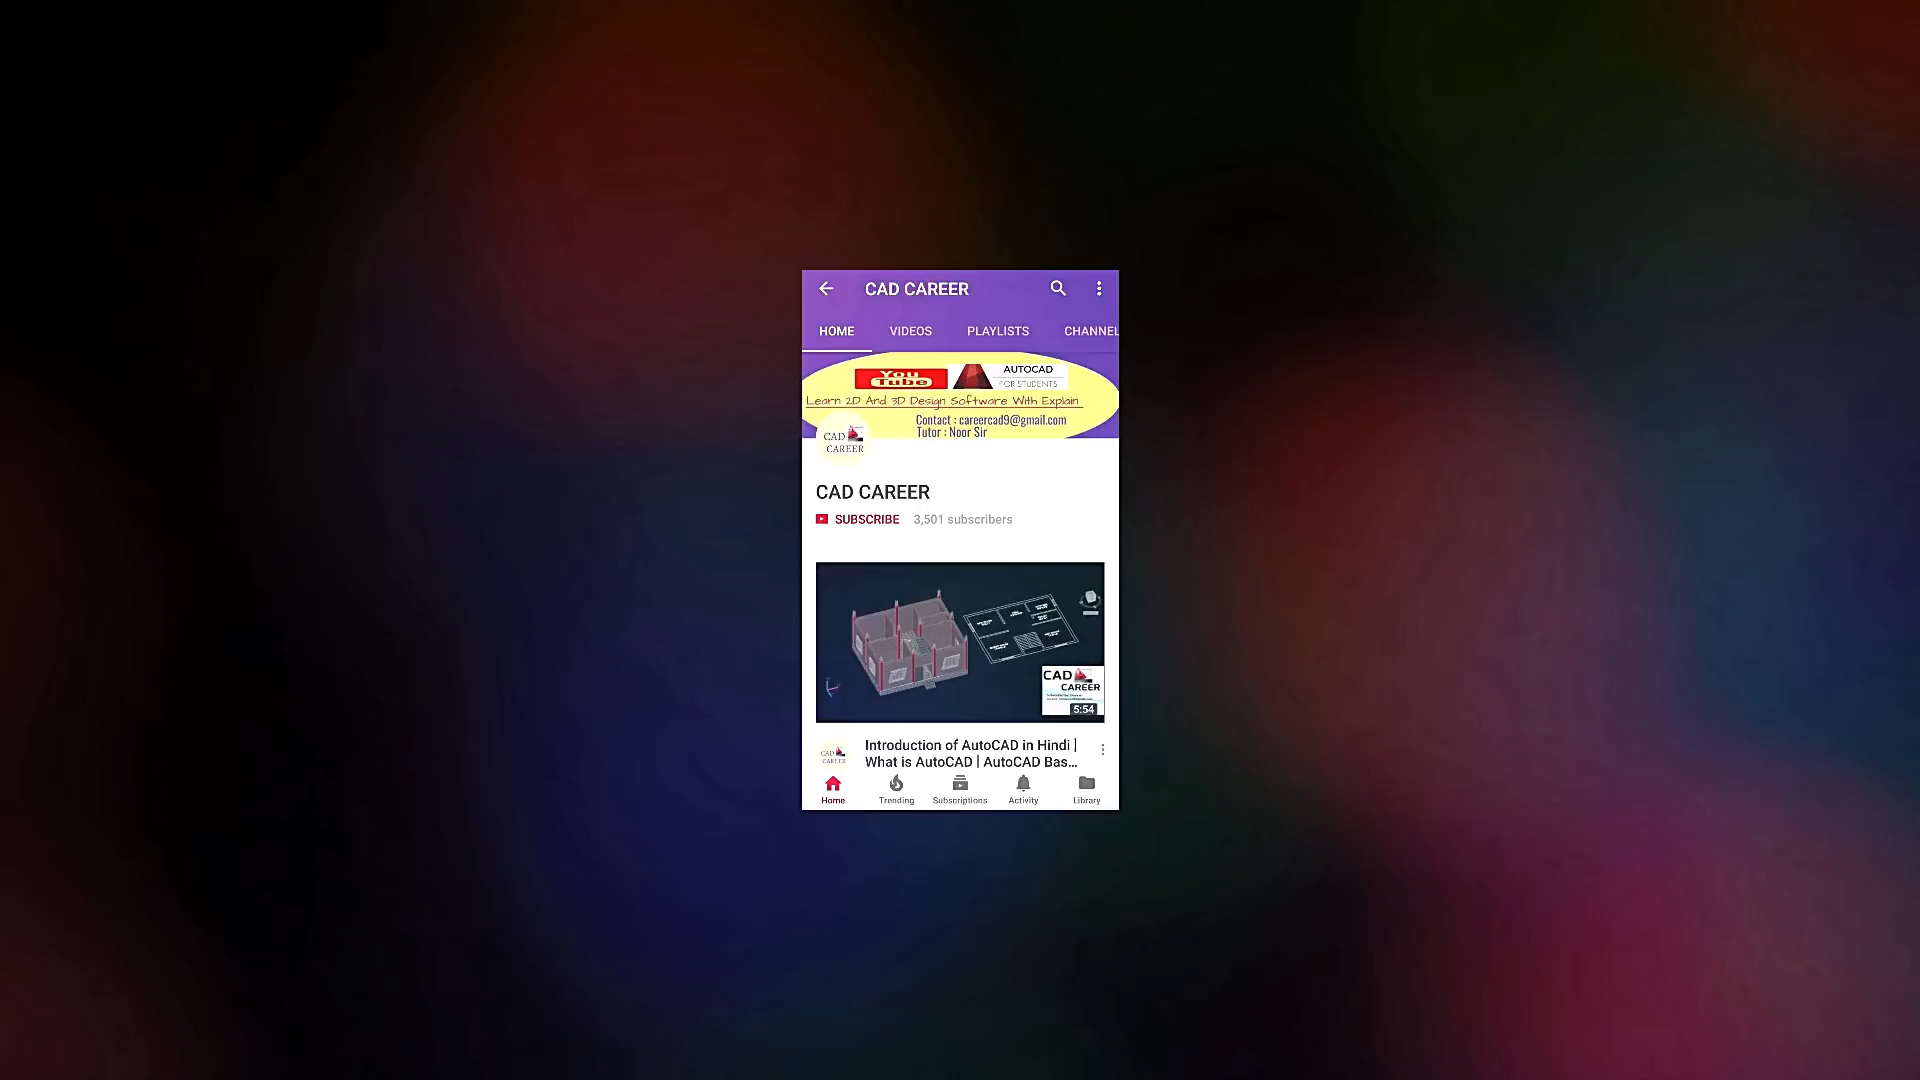 CAD CAREER
HOME VIDEOS PLAYLISTS CHANNEL
You
Tube
AUTOCAD
FOR STUDENTS
Learn 2D And 3D Design Software With Explain
Contact : careercad9@gmail.com
Tutor : Noor Sir
CAD
CAREER
CAD CAREER
SUBSCRIBE 3,501 subscribers
CAD
CAREER
5:54
CAD
CAREER
Introduction of AutoCAD in Hindi |
What is AutoCAD | AutoCAD Bas...
Home Trending Subscriptions Activity Library